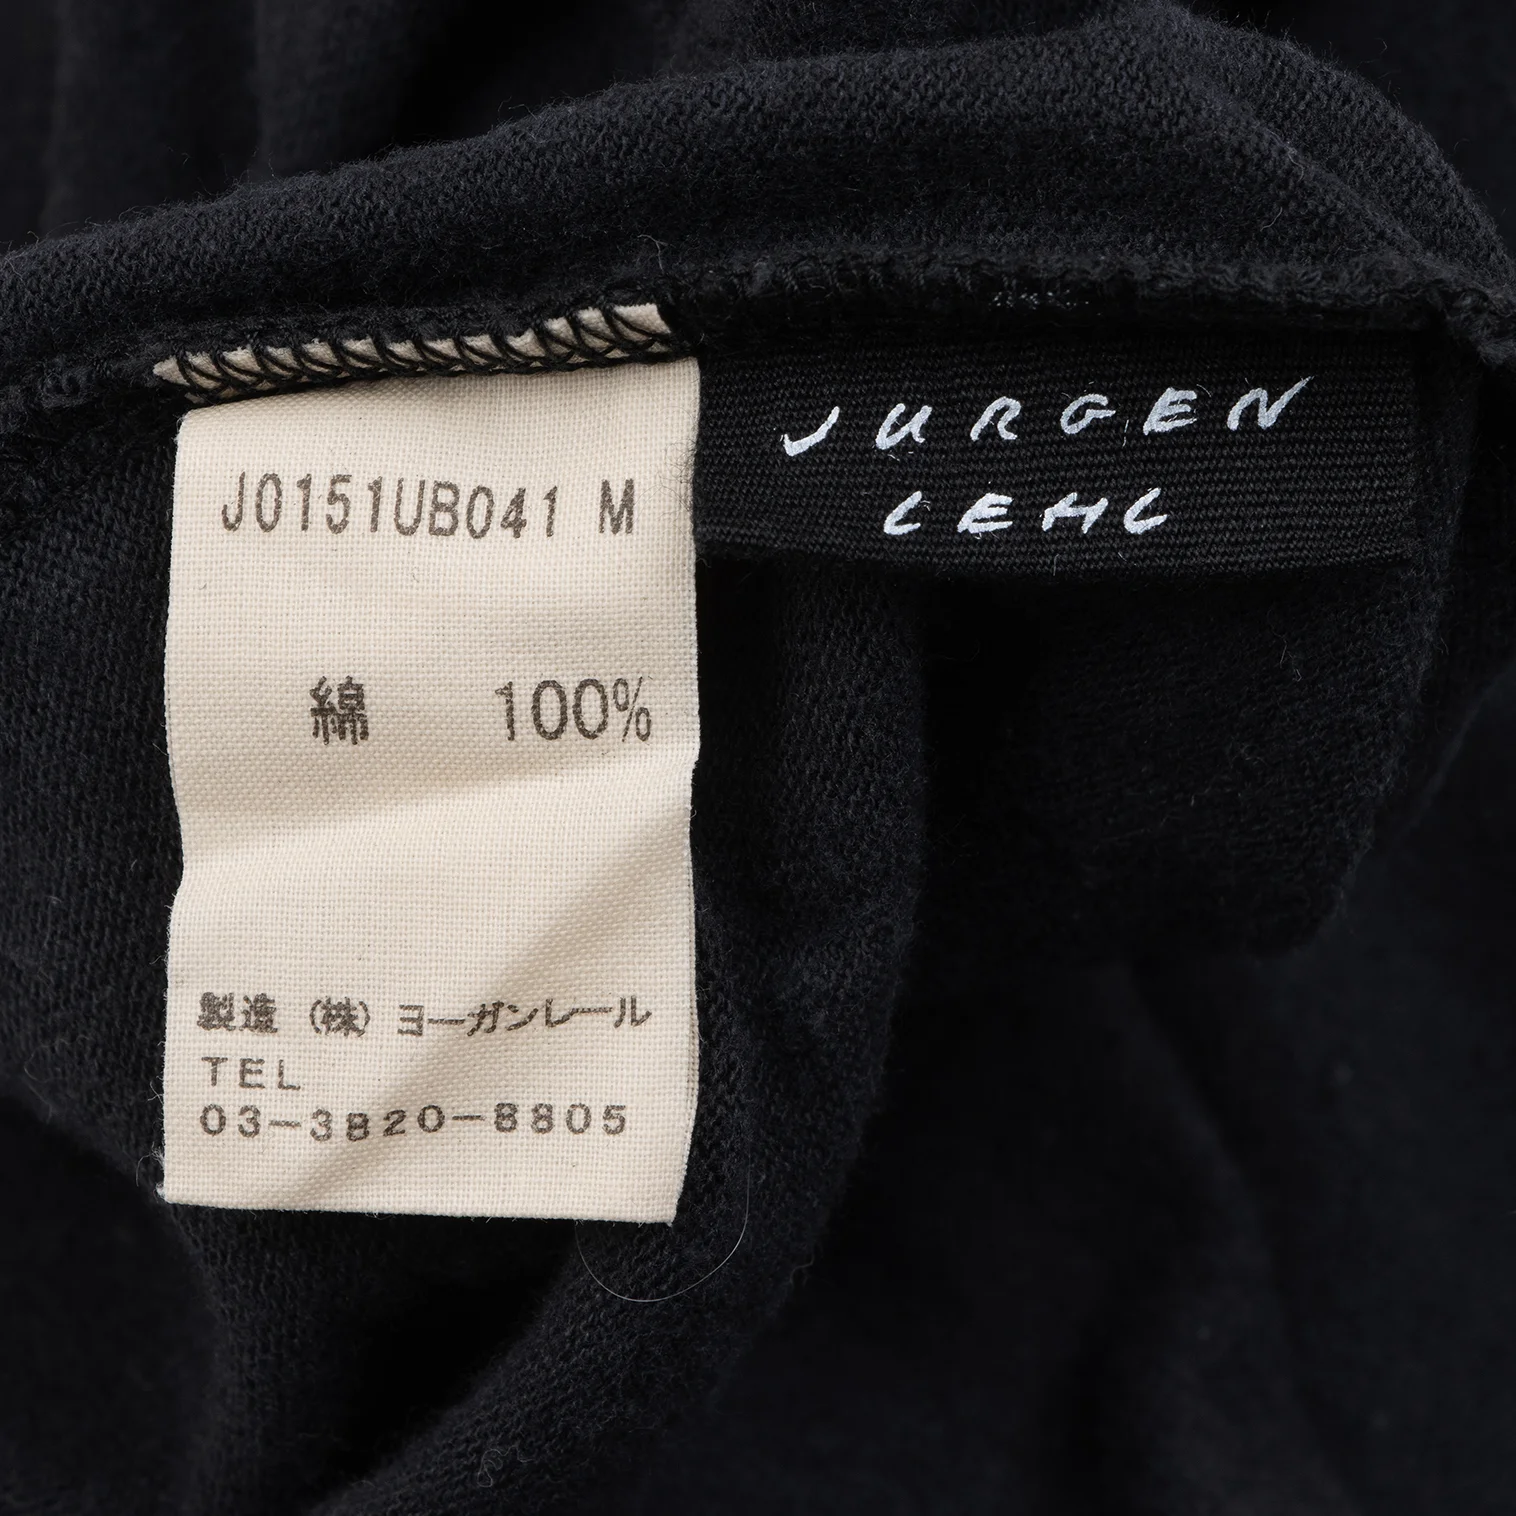 J0151UB041 M
綿 100%
製造 (株) ヨーガンレール
TEL
03-3820-8805
JURGEN
LEHL